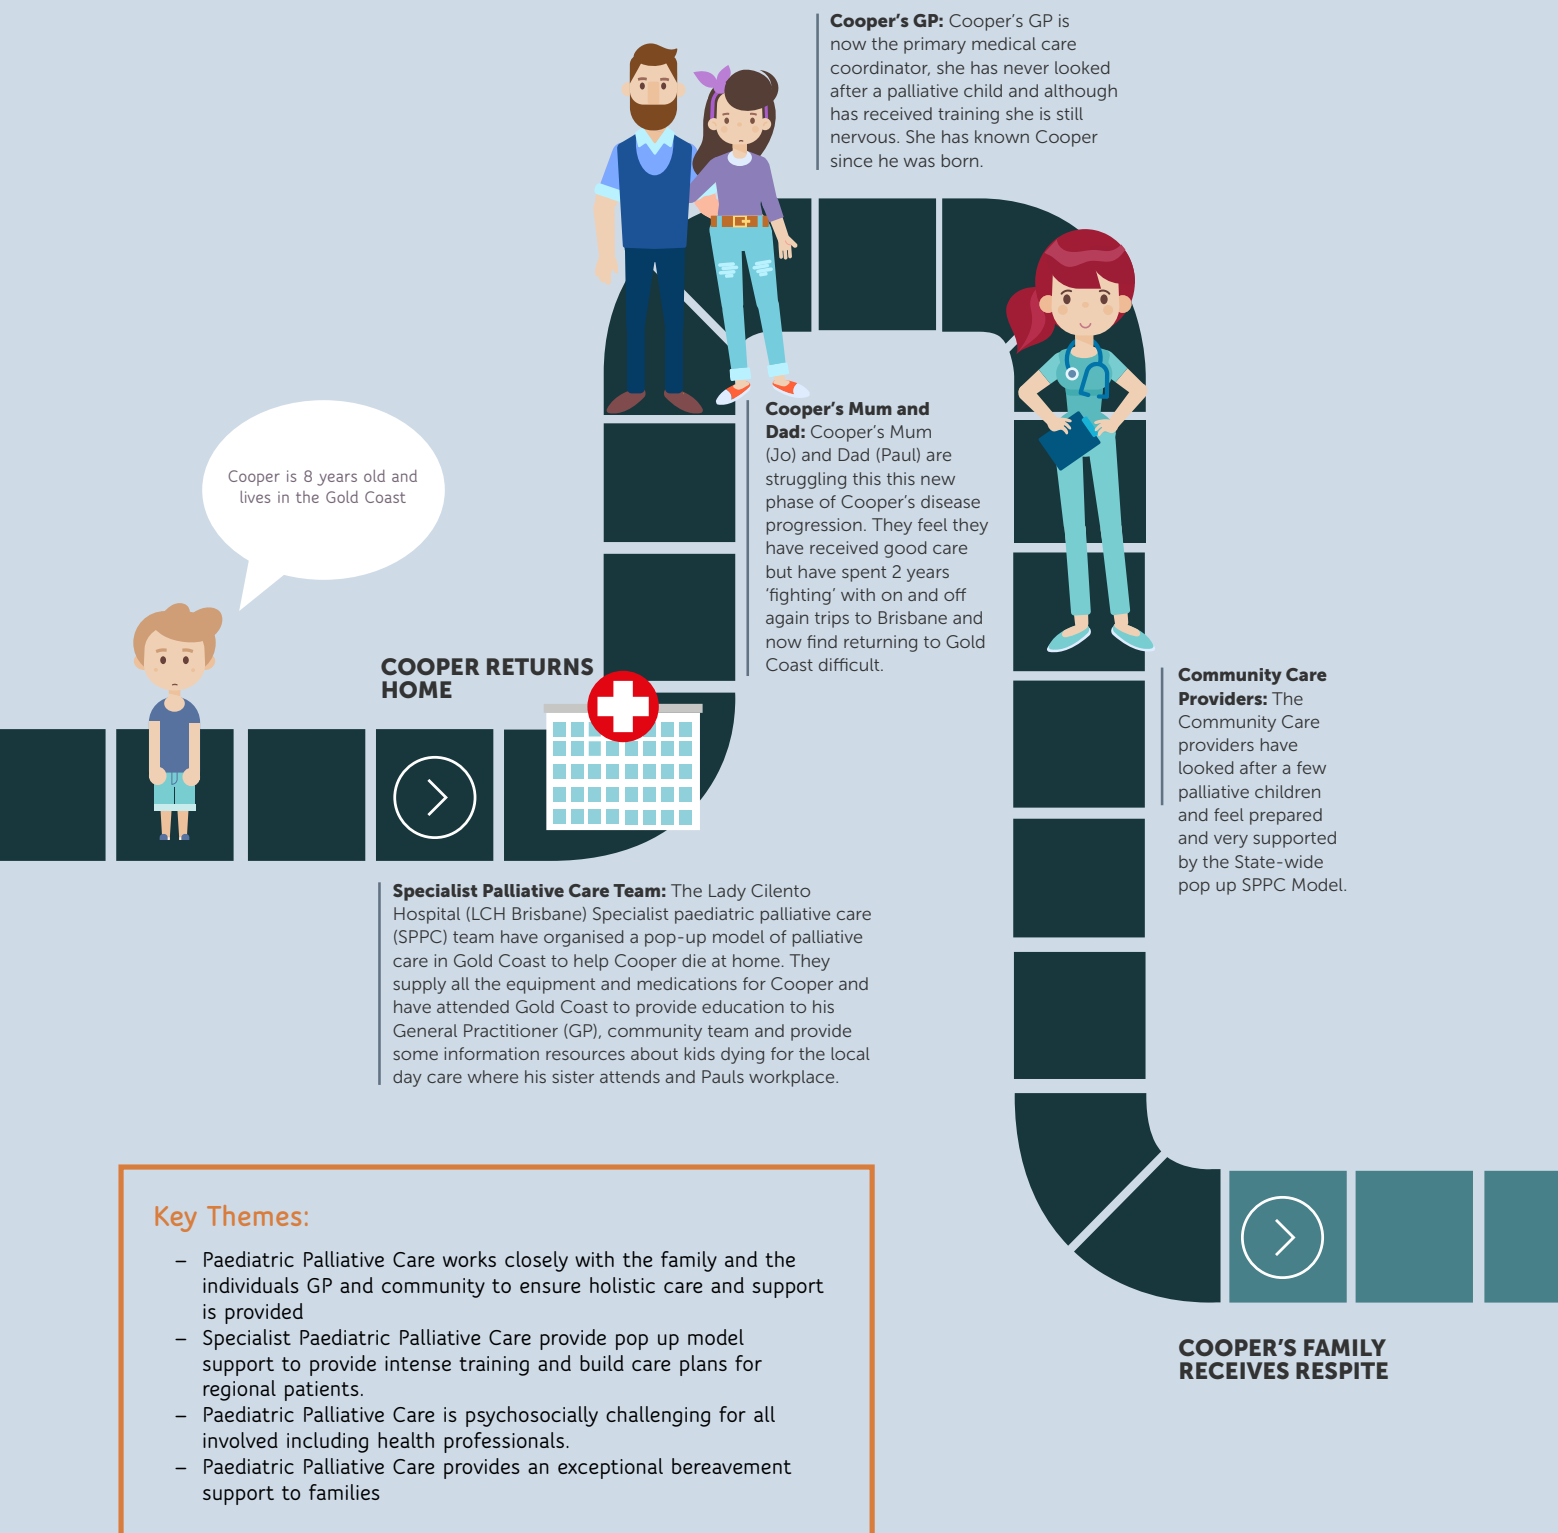 Cooper's GP: Cooper's GP is
now the primary medical care
coordinator, she has never looked
after a palliative child and although
has received training she is still
nervous. She has known Cooper
since he was born.
Cooper's Mum and
Dad: Cooper's Mum
(Jo) and Dad (Paul) are
struggling this this new
phase of Cooper's disease
progression. They feel they
have received good care
but have spent 2 years
'fighting' with on and off
again trips to Brisbane and
now find returning to Gold
Coast difficult.
Cooper is 8 years old and
lives in the Gold Coast
COOPER RETURNS
HOME
Community Care
Providers: The
Community Care
providers have
looked after a few
palliative children
and feel prepared
and very supported
by the State-wide
pop up SPPC Model.
Specialist Palliative Care Team: The Lady Cilento
Hospital (LCH Brisbane) Specialist paediatric palliative care
(SPPC) team have organised a pop-up model of palliative
care in Gold Coast to help Cooper die at home. They
supply all the equipment and medications for Cooper and
have attended Gold Coast to provide education to his
General Practitioner (GP), community team and provide
some information resources about kids dying for the local
day care where his sister attends and Pauls workplace.
Key Themes:
– Paediatric Palliative Care works closely with the family and the
individuals GP and community to ensure holistic care and support
is provided
– Specialist Paediatric Palliative Care provide pop up model
support to provide intense training and build care plans for
regional patients.
– Paediatric Palliative Care is psychosocially challenging for all
involved including health professionals.
– Paediatric Palliative Care provides an exceptional bereavement
support to families
COOPER'S FAMILY
RECEIVES RESPITE